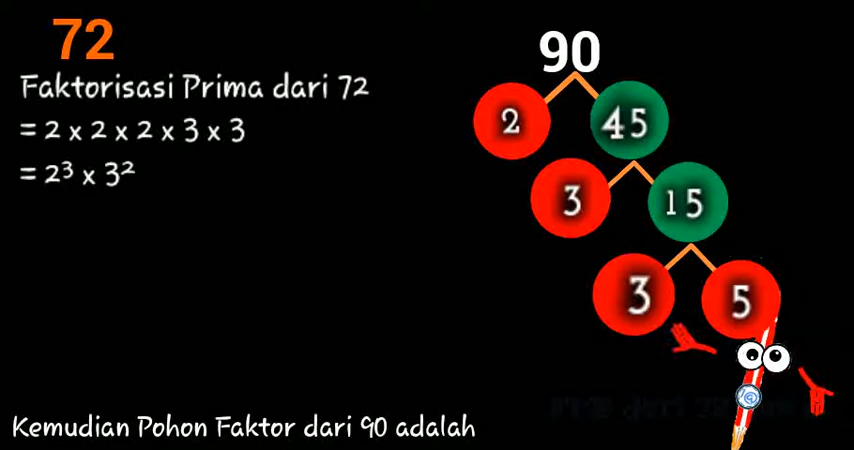 72
Faktorisasi Prima dari 72
= 2 x 2 x 2 x 3 x 3
= 2³ x 3²
90
2 45
3 15
3 5
Kemudian Pohon Faktor dari 90 adalah